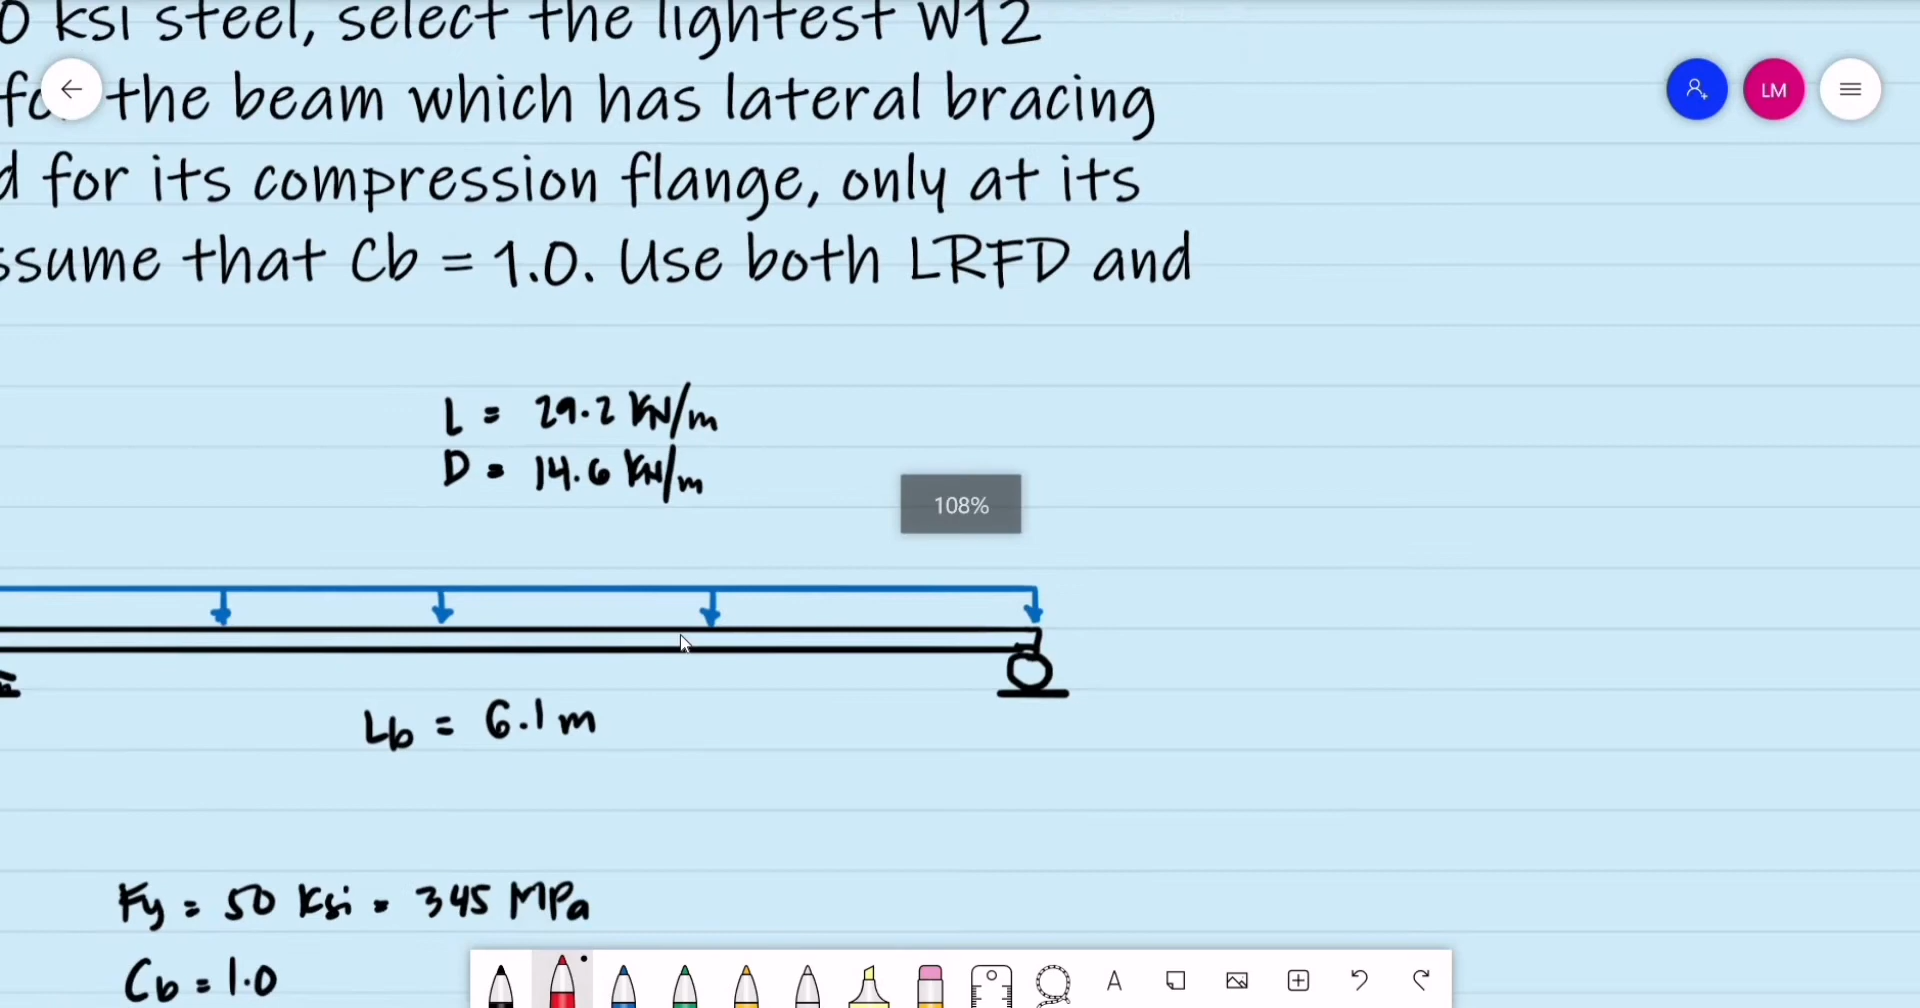 0 ksi steel, select the lightest W12
the beam which has lateral bracing
d for its compression flange, only at its
ssume that Cb = 1.0. Use both LRFD and
LM
L = 29.2 KN/m
D = 14.6 KN/m
108%
Lb = 6.1 m
Fy = 50 Ksi = 345 MPa
Cb = 1.0
A